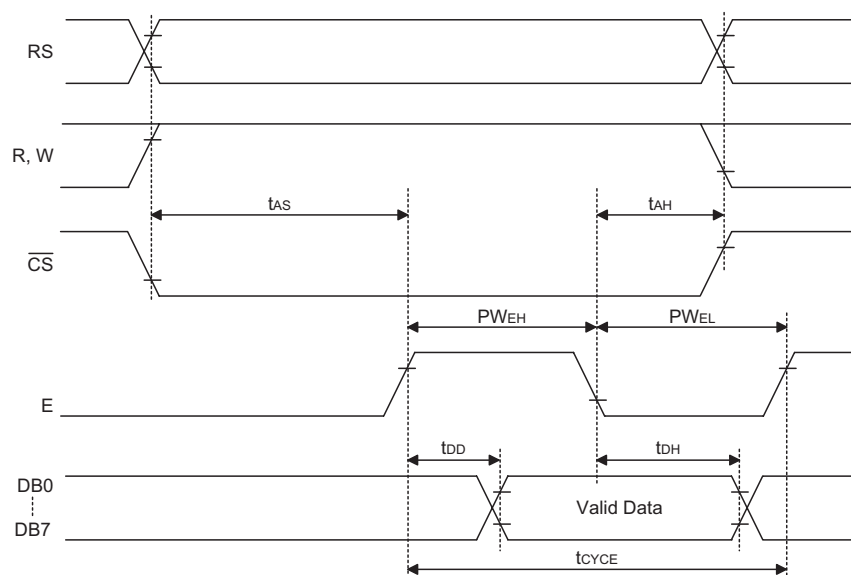 RS
R, W
tAS
tAH
CS
PWEH
PWEL
E
tDD
tDH
DB0
Valid Data
DB7
tCYCE